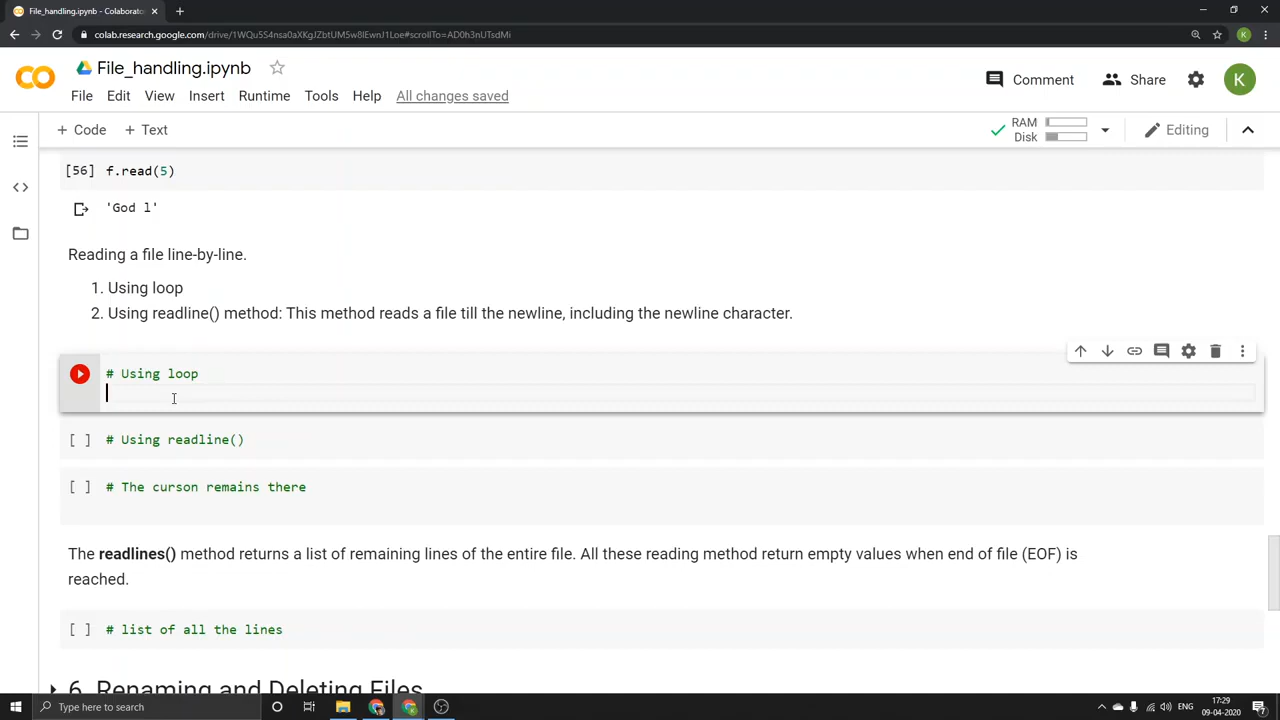 File_handling.ipynb - Colaborato
colab.research.google.com/drive/1WQu5S4nsa0aXKgJZbtUM5w8lEwnJ1Loe#scrollTo=AD0h3nUTsdMi
K
CO File_handling.ipynb
Comment Share K
File Edit View Insert Runtime Tools Help All changes saved
+ Code + Text
RAM
Disk
Editing
[56] f.read(5)
'God l'
Reading a file line-by-line.
1. Using loop
2. Using readline() method: This method reads a file till the newline, including the newline character.
# Using loop
[ ] # Using readline()
[ ] # The curson remains there
The readlines() method returns a list of remaining lines of the entire file. All these reading method return empty values when end of file (EOF) is
reached.
[ ] # list of all the lines
6. Renaming and Deleting Files
Type here to search
ENG
17:29
09-04-2020